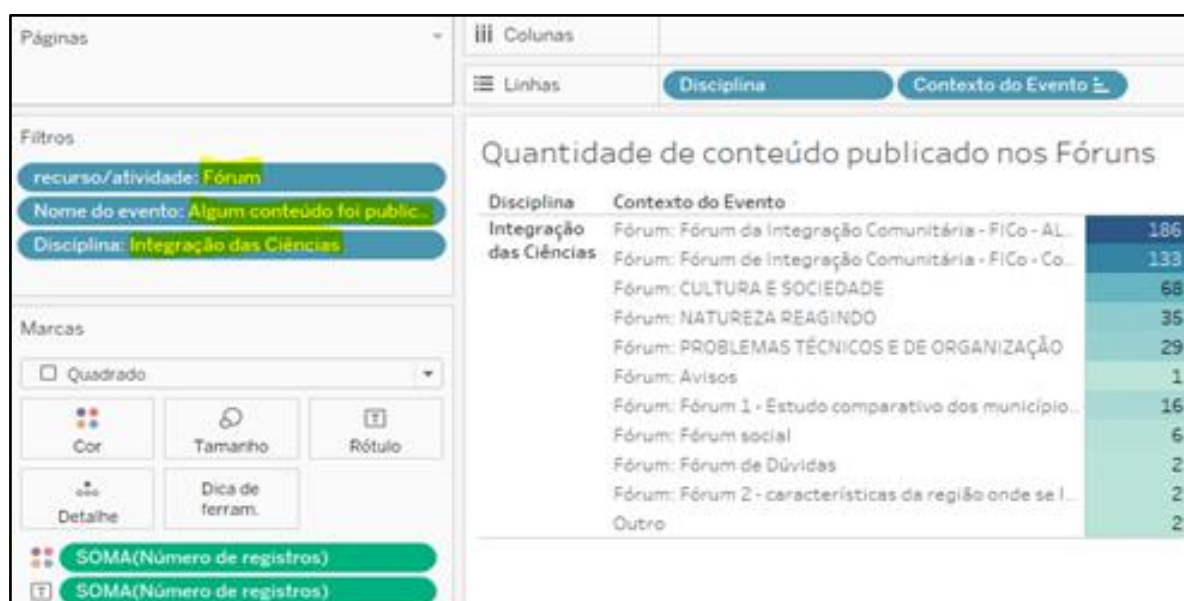 Páginas
Colunas
Linhas Disciplina Contexto do Evento
Filtros
recurso/atividade: Fórum
Nome do evento: Algum conteúdo foi public..
Disciplina: Integração das Ciências
Marcas
Quadrado
Cor Tamanho Rótulo
Detalhe Dica de
ferram.
SOMA(Número de registros)
SOMA(Número de registros)
Quantidade de conteúdo publicado nos Fóruns
Disciplina Contexto do Evento
Integração Fórum: Fórum da Integração Comunitária - FICo - AL.. 186
das Ciências Fórum: Fórum de Integração Comunitária - FICo - Co.. 133
Fórum: CULTURA E SOCIEDADE 68
Fórum: NATUREZA REAGINDO 35
Fórum: PROBLEMAS TÉCNICOS E DE ORGANIZAÇÃO 29
Fórum: Avisos 1
Fórum: Fórum 1 - Estudo comparativo dos município.. 16
Fórum: Fórum social 6
Fórum: Fórum de Dúvidas 2
Fórum: Fórum 2 - características da região onde se l.. 2
Outro 2